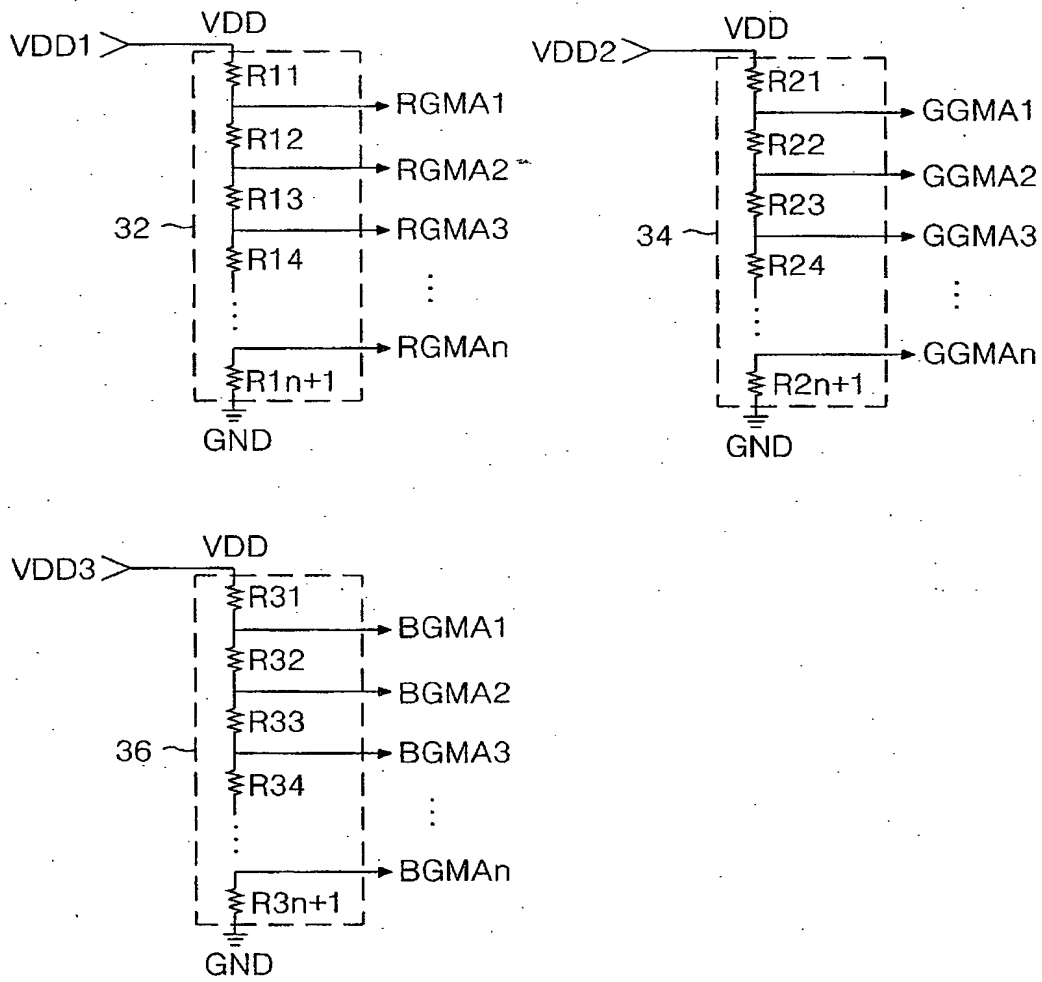 VDD
VDD1
R11
RGMA1
R12
RGMA2
R13
32
RGMA3
R14
⋮
⋮
RGMAn
R1n+1
GND
VDD
VDD2
R21
GGMA1
R22
GGMA2
R23
34
GGMA3
R24
⋮
⋮
GGMAn
R2n+1
GND
VDD
VDD3
R31
BGMA1
R32
BGMA2
R33
36
BGMA3
R34
⋮
⋮
BGMAn
R3n+1
GND